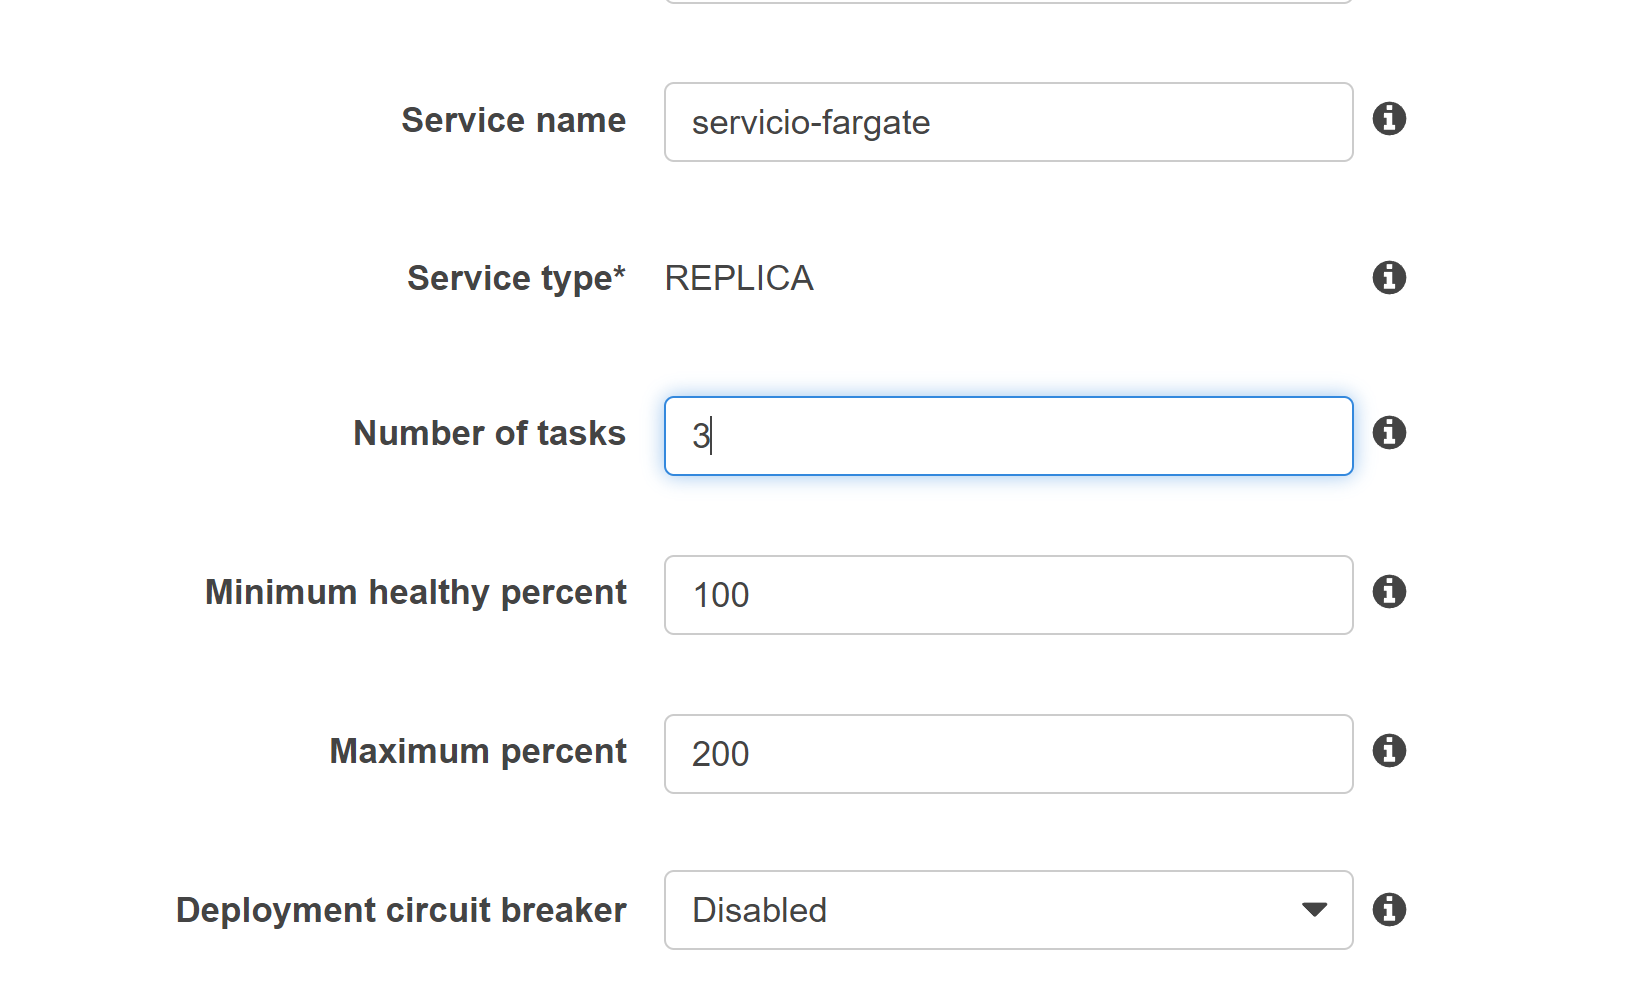 Service name servicio-fargate
Service type* REPLICA
Number of tasks 3
Minimum healthy percent 100
Maximum percent 200
Deployment circuit breaker Disabled